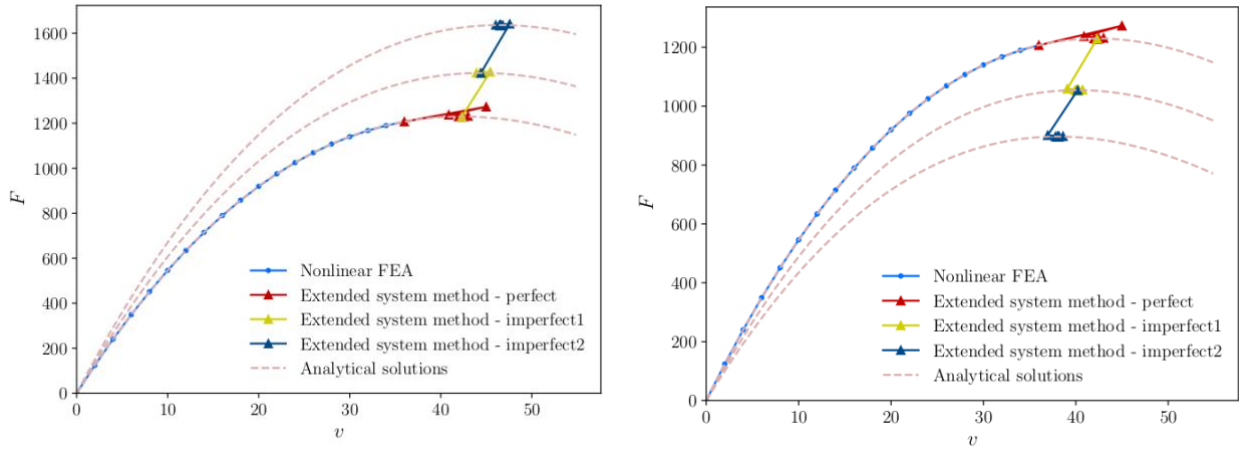 1600
1400
1200
1000
800
600
400
200
0
F
0 10 20 30 40 50
v
Nonlinear FEA
Extended system method - perfect
Extended system method - imperfect1
Extended system method - imperfect2
Analytical solutions
1200
1000
800
600
400
200
0
F
0 10 20 30 40 50
v
Nonlinear FEA
Extended system method - perfect
Extended system method - imperfect1
Extended system method - imperfect2
Analytical solutions